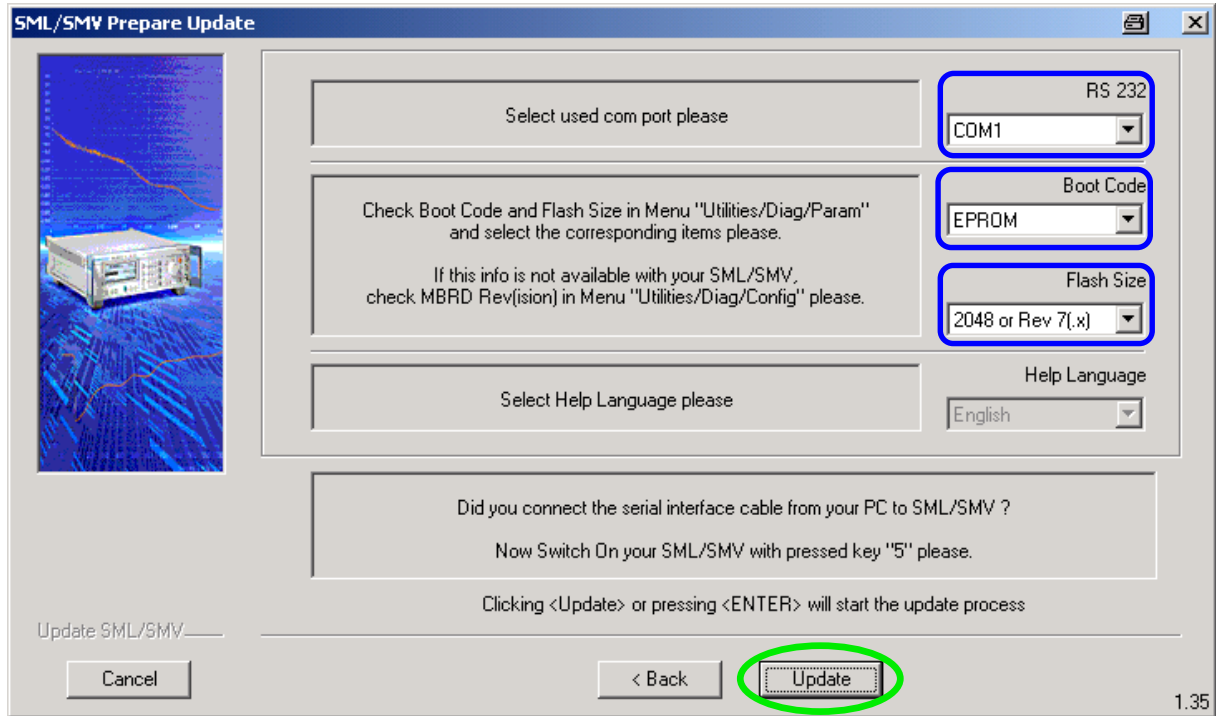 SML/SMV Prepare Update
Select used com port please
RS 232
COM1
Check Boot Code and Flash Size in Menu "Utilities/Diag/Param"
and select the corresponding items please.
If this info is not available with your SML/SMV,
check MBRD Rev(ision) in Menu "Utilities/Diag/Config" please.
Boot Code
EPROM
Flash Size
2048 or Rev 7(.x)
Select Help Language please
Help Language
English
Did you connect the serial interface cable from your PC to SML/SMV ?
Now Switch On your SML/SMV with pressed key "5" please.
Clicking <Update> or pressing <ENTER> will start the update process
Update SML/SMV
Cancel
< Back
Update
1.35